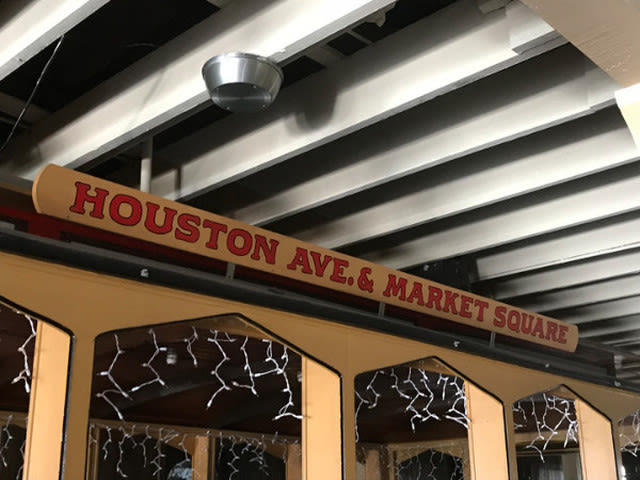 HOUSTON AVE. & MARKET SQUARE